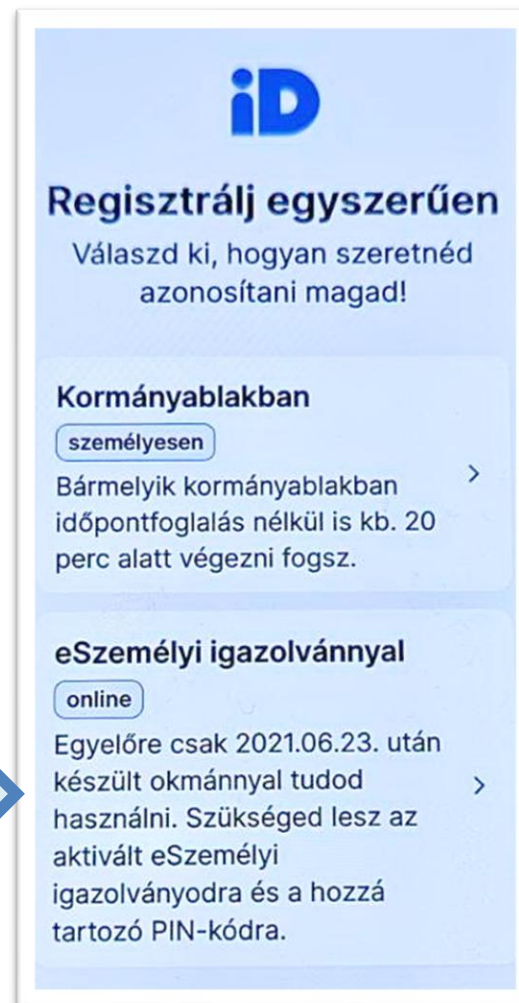 iD
Regisztrálj egyszerűen
Válaszd ki, hogyan szeretnéd
azonosítani magad!
Kormányablakban
személyesen
Bármelyik kormányablakban
időpontfoglalás nélkül is kb. 20
perc alatt végezni fogsz.
eSzemélyi igazolvánnyal
online
Egyelőre csak 2021.06.23. után
készült okmánnyal tudod
használni. Szükséged lesz az
aktivált eSzemélyi
igazolványodra és a hozzá
tartozó PIN-kódra.